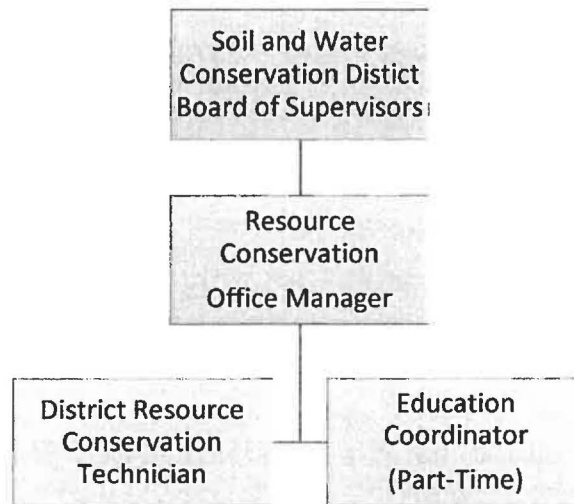 Soil and Water
Conservation Distict
Board of Supervisors
Resource
Conservation
Office Manager
District Resource
Conservation
Technician
Education
Coordinator
(Part-Time)